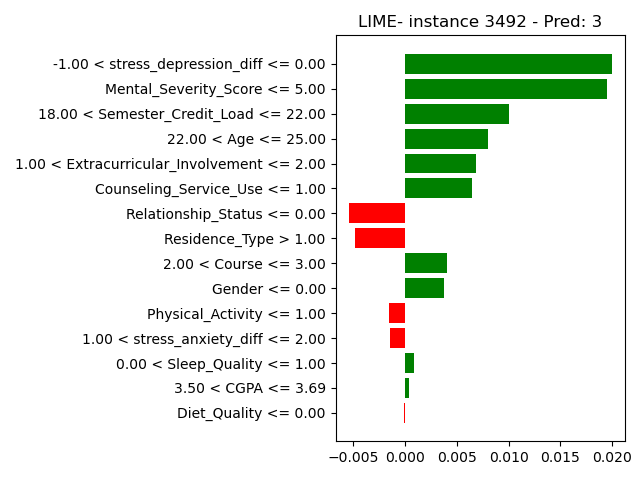 LIME- instance 3492 - Pred: 3
-1.00 < stress_depression_diff <= 0.00
Mental_Severity_Score <= 5.00
18.00 < Semester_Credit_Load <= 22.00
22.00 < Age <= 25.00
1.00 < Extracurricular_Involvement <= 2.00
Counseling_Service_Use <= 1.00
Relationship_Status <= 0.00
Residence_Type > 1.00
2.00 < Course <= 3.00
Gender <= 0.00
Physical_Activity <= 1.00
1.00 < stress_anxiety_diff <= 2.00
0.00 < Sleep_Quality <= 1.00
3.50 < CGPA <= 3.69
Diet_Quality <= 0.00
−0.005 0.000 0.005 0.010 0.015 0.020